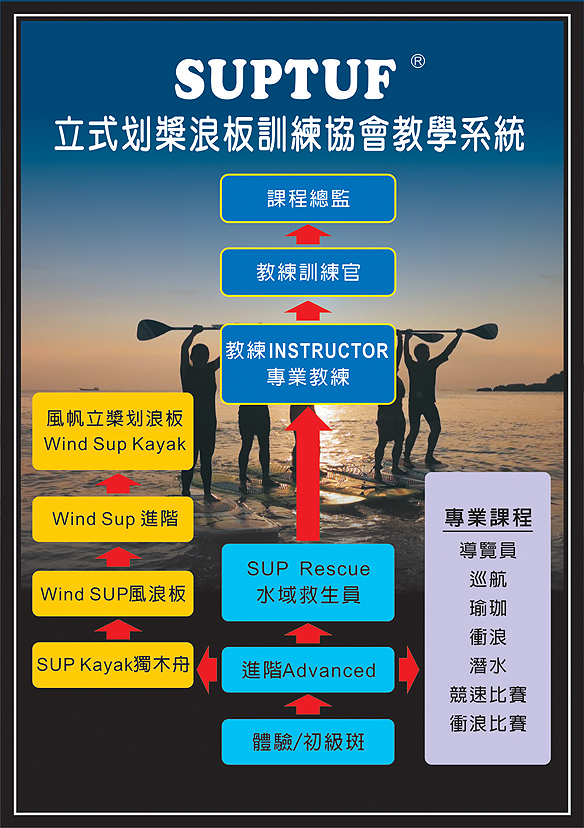 SUPTUF ®
立式划槳浪板訓練協會教學系統
課程總監
教練訓練官
教練INSTRUCTOR
專業教練
風帆立槳划浪板
Wind Sup Kayak
Wind Sup 進階
Wind SUP風浪板
SUP Kayak獨木舟
SUP Rescue
水域救生員
進階Advanced
體驗/初級斑
專業課程
導覽員
巡航
瑜珈
衝浪
潛水
競速比賽
衝浪比賽